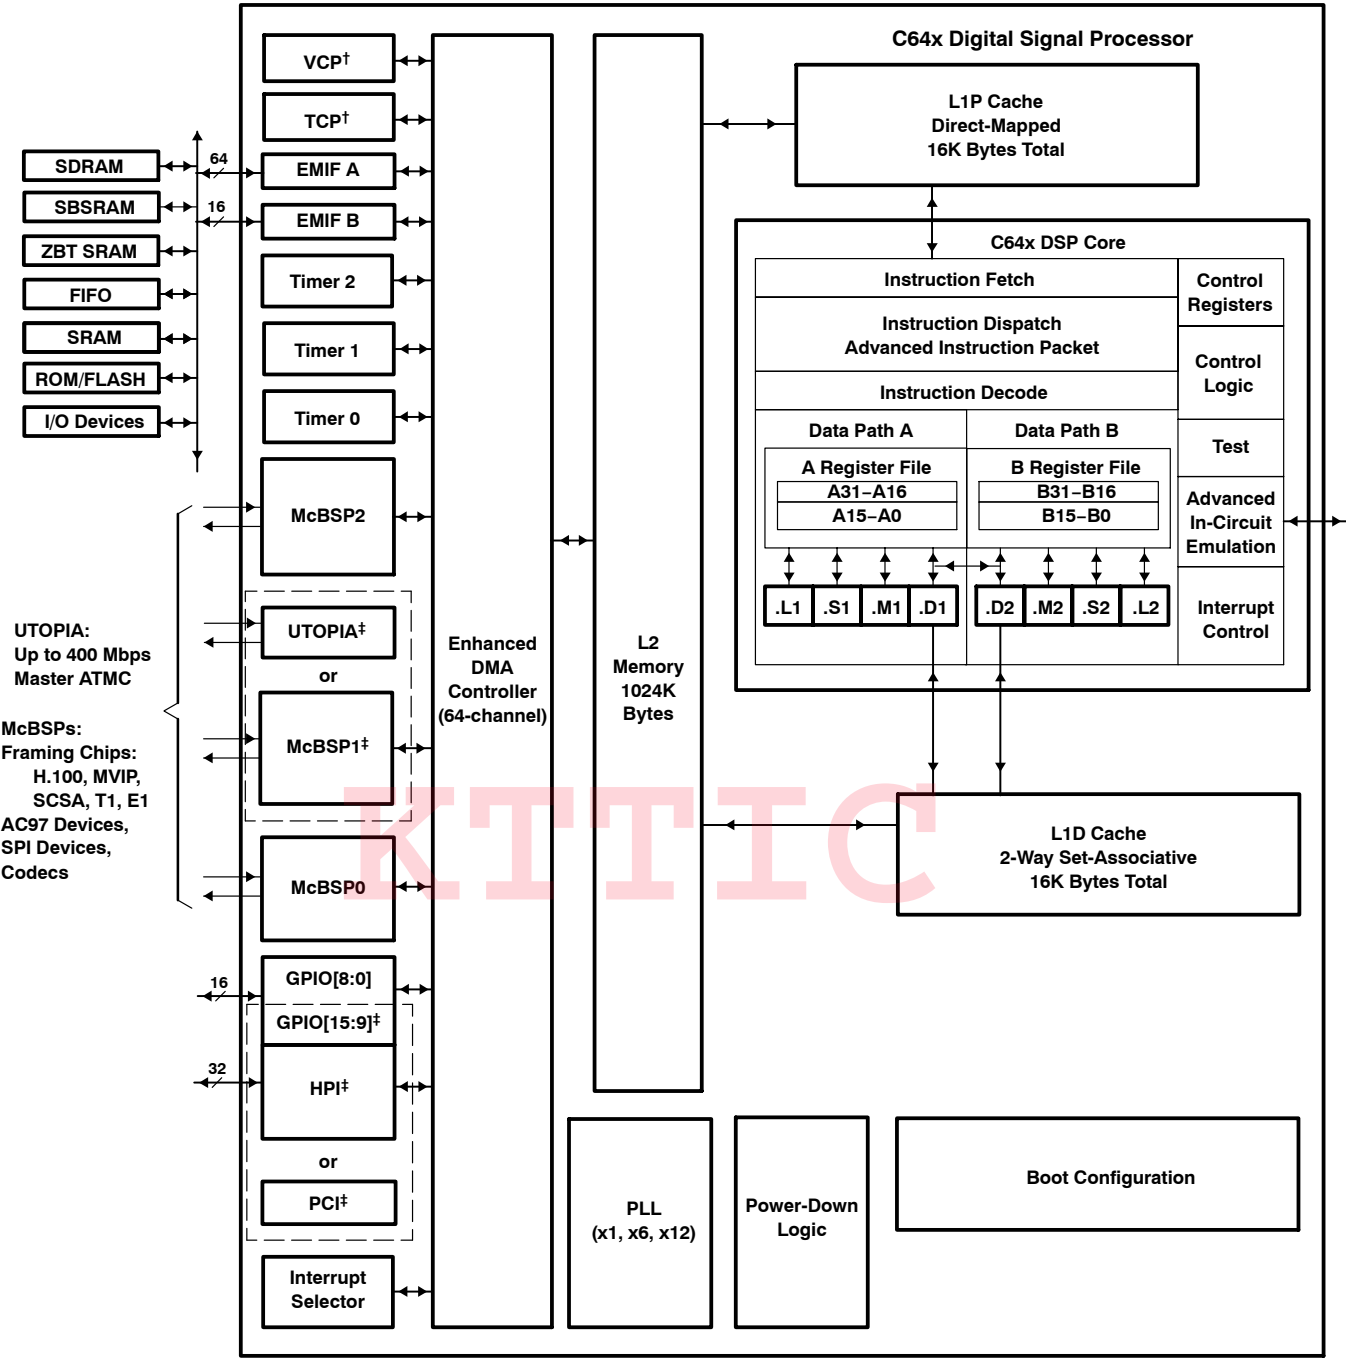 C64x Digital Signal Processor
VCP†
TCP†
EMIF A
EMIF B
Timer 2
Timer 1
Timer 0
McBSP2
UTOPIA‡
or
McBSP1‡
McBSP0
GPIO[8:0]
GPIO[15:9]‡
HPI‡
or
PCI‡
Interrupt
Selector
64
16
16
32
SDRAM
SBSRAM
ZBT SRAM
FIFO
SRAM
ROM/FLASH
I/O Devices
UTOPIA:
Up to 400 Mbps
Master ATMC
McBSPs:
Framing Chips:
H.100, MVIP,
SCSA, T1, E1
AC97 Devices,
SPI Devices,
Codecs
Enhanced
DMA
Controller
(64-channel)
L2
Memory
1024K
Bytes
L1P Cache
Direct-Mapped
16K Bytes Total
C64x DSP Core
Instruction Fetch
Instruction Dispatch
Advanced Instruction Packet
Instruction Decode
Data Path A
Data Path B
A Register File
A31−A16
A15−A0
B Register File
B31−B16
B15−B0
.L1 .S1 .M1 .D1
.D2 .M2 .S2 .L2
Control
Registers
Control
Logic
Test
Advanced
In-Circuit
Emulation
Interrupt
Control
L1D Cache
2-Way Set-Associative
16K Bytes Total
KTTIC
PLL
(x1, x6, x12)
Power-Down
Logic
Boot Configuration